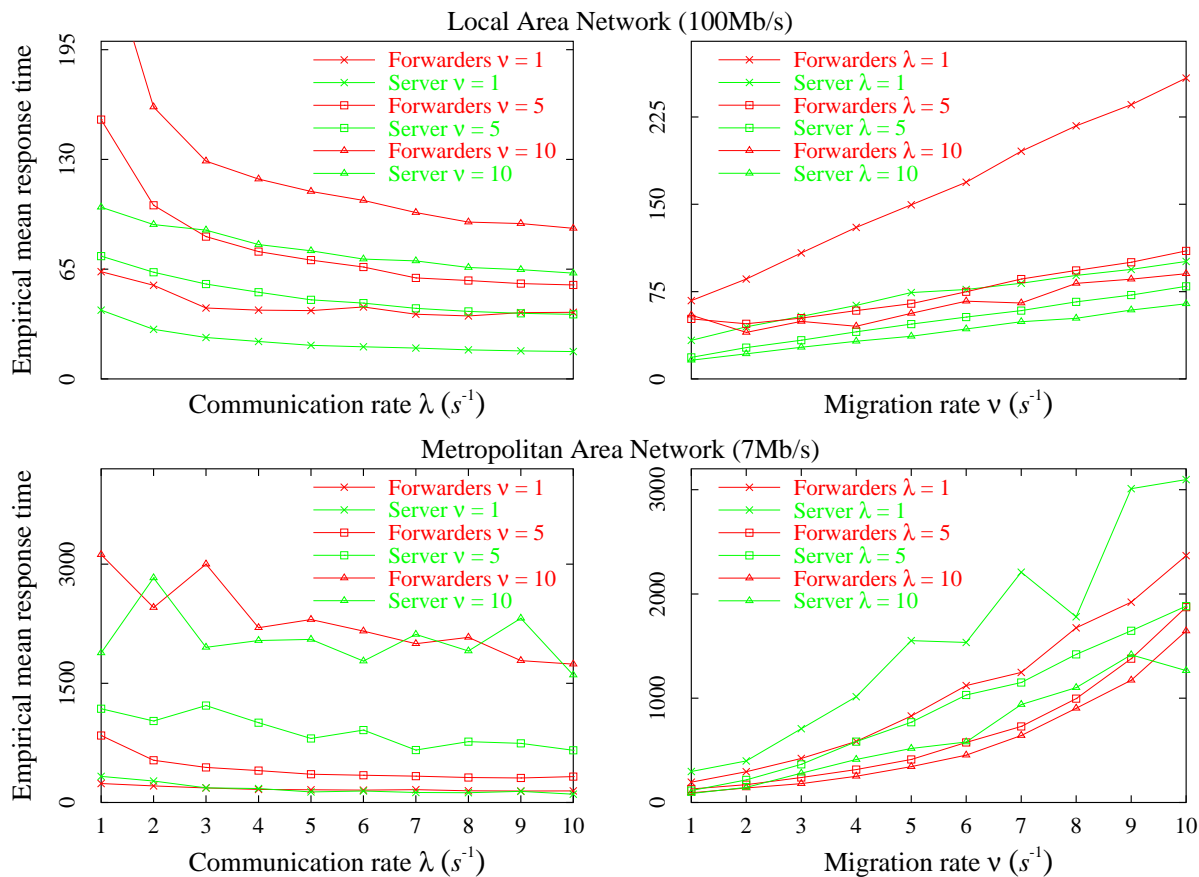 Local Area Network (100Mb/s)
Empirical mean response time
195
130
65
0
Forwarders ν = 1
Server ν = 1
Forwarders ν = 5
Server ν = 5
Forwarders ν = 10
Server ν = 10
Communication rate λ (s⁻¹)
225
150
75
0
Forwarders λ = 1
Server λ = 1
Forwarders λ = 5
Server λ = 5
Forwarders λ = 10
Server λ = 10
Migration rate ν (s⁻¹)
Metropolitan Area Network (7Mb/s)
Empirical mean response time
3000
1500
0
Forwarders ν = 1
Server ν = 1
Forwarders ν = 5
Server ν = 5
Forwarders ν = 10
Server ν = 10
1 2 3 4 5 6 7 8 9 10
Communication rate λ (s⁻¹)
3000
2000
1000
0
Forwarders λ = 1
Server λ = 1
Forwarders λ = 5
Server λ = 5
Forwarders λ = 10
Server λ = 10
1 2 3 4 5 6 7 8 9 10
Migration rate ν (s⁻¹)